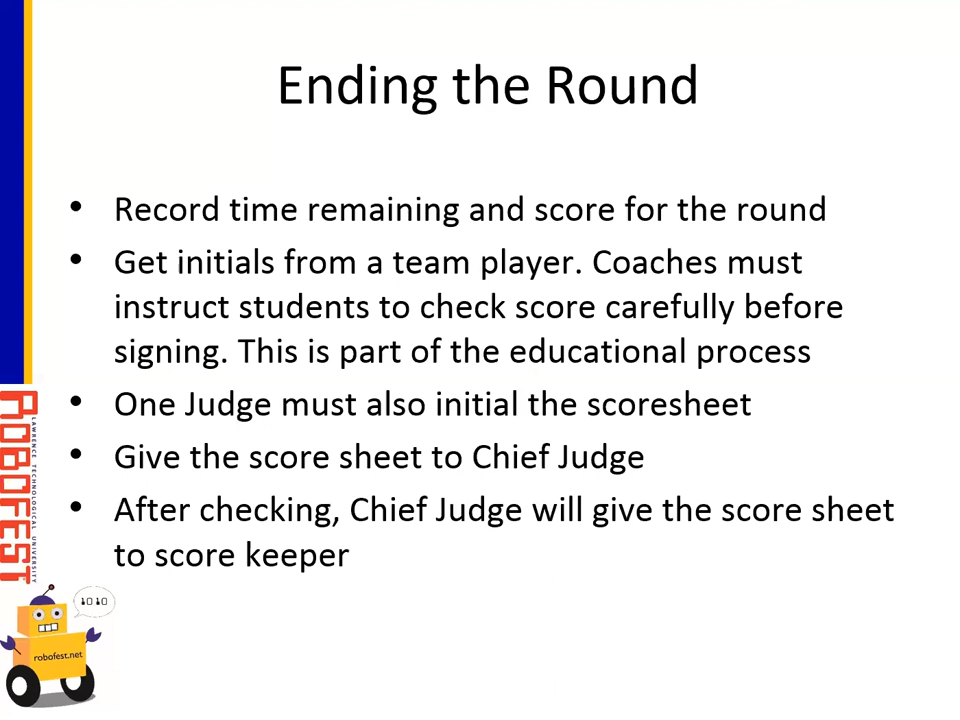 Ending the Round
• Record time remaining and score for the round
• Get initials from a team player. Coaches must
instruct students to check score carefully before
signing. This is part of the educational process
• One Judge must also initial the scoresheet
• Give the score sheet to Chief Judge
• After checking, Chief Judge will give the score sheet
to score keeper
ROBOFEST
LAWRENCE TECHNOLOGICAL UNIVERSITY
1010
robofest.net